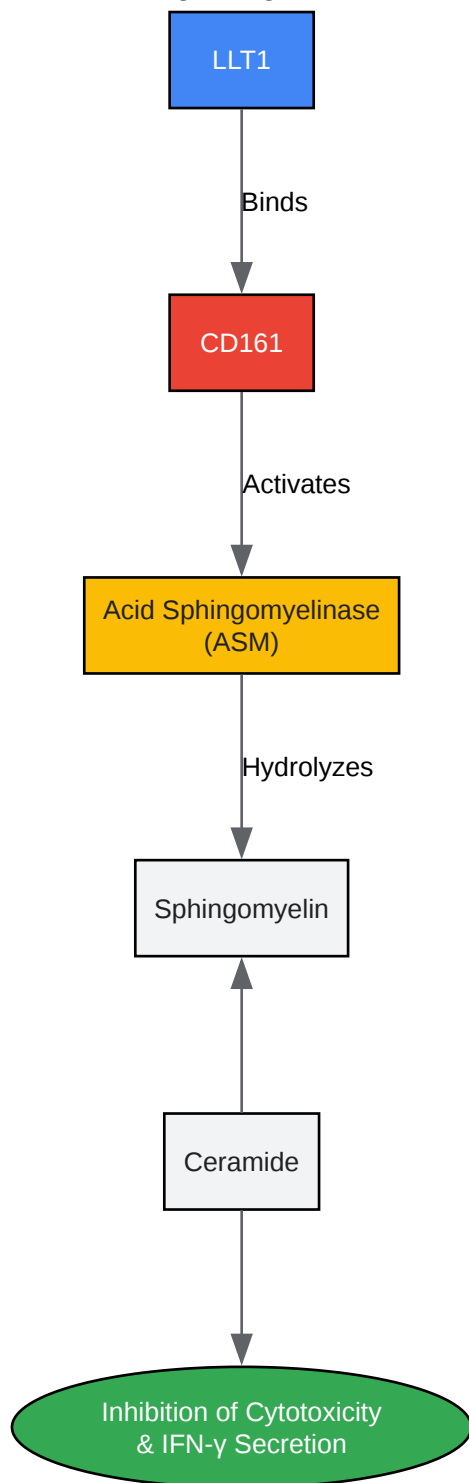 LLT1
Binds
CD161
Activates
Acid Sphingomyelinase
(ASM)
Hydrolyzes
Sphingomyelin
Ceramide
Inhibition of Cytotoxicity
& IFN-γ Secretion